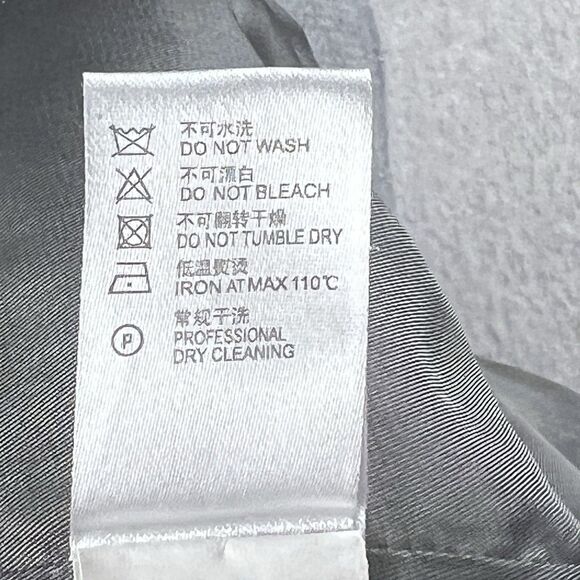 不可水洗
DO NOT WASH
不可漂白
DO NOT BLEACH
不可翻转干燥
DO NOT TUMBLE DRY
低温熨烫
IRON AT MAX 110℃
常规干洗
P
PROFESSIONAL
DRY CLEANING